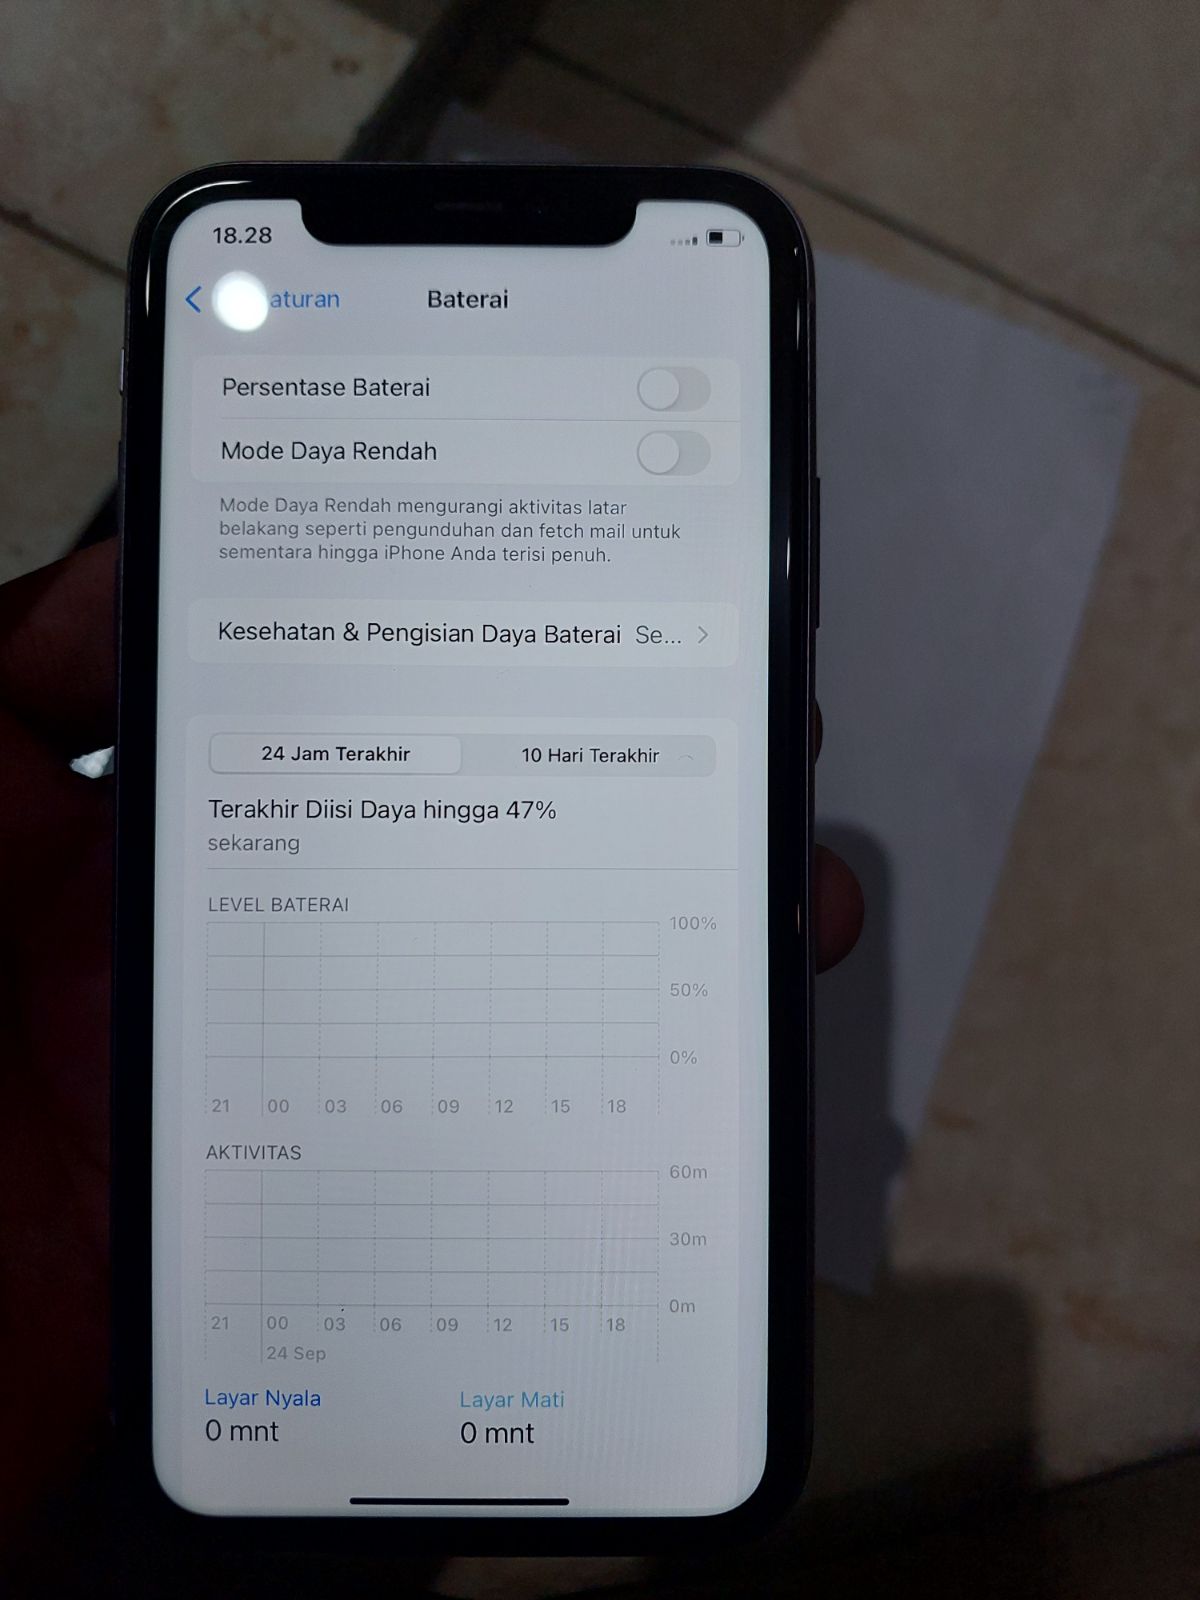 18.28
aturan
Baterai
Persentase Baterai
Mode Daya Rendah
Mode Daya Rendah mengurangi aktivitas latar
belakang seperti pengunduhan dan fetch mail untuk
sementara hingga iPhone Anda terisi penuh.
Kesehatan & Pengisian Daya Baterai Se...
24 Jam Terakhir
10 Hari Terakhir
Terakhir Diisi Daya hingga 47%
sekarang
LEVEL BATERAI
100%
50%
0%
21 00 03 06 09 12 15 18
AKTIVITAS
60m
30m
0m
21 00 03 06 09 12 15 18
24 Sep
Layar Nyala Layar Mati
0 mnt 0 mnt